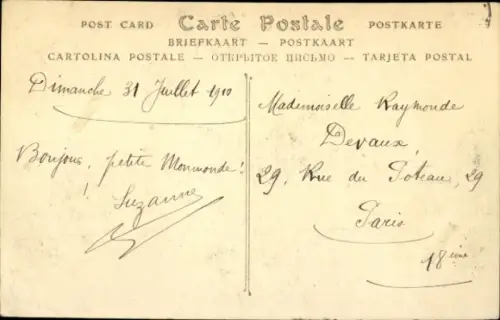 POST CARD Carte Postale POSTKARTE
BRIEFKAART — POSTKAART
CARTOLINA POSTALE — ОТКРЫТОЕ ПИСЬМО — TARJETA POSTAL
Dimanche 31 Juillet 1910
Bonjour, petite Monmonde!
!
Suzanne
Mademoiselle Raymonde
Devaux,
29, Rue du Poteau, 29
Paris
18ème